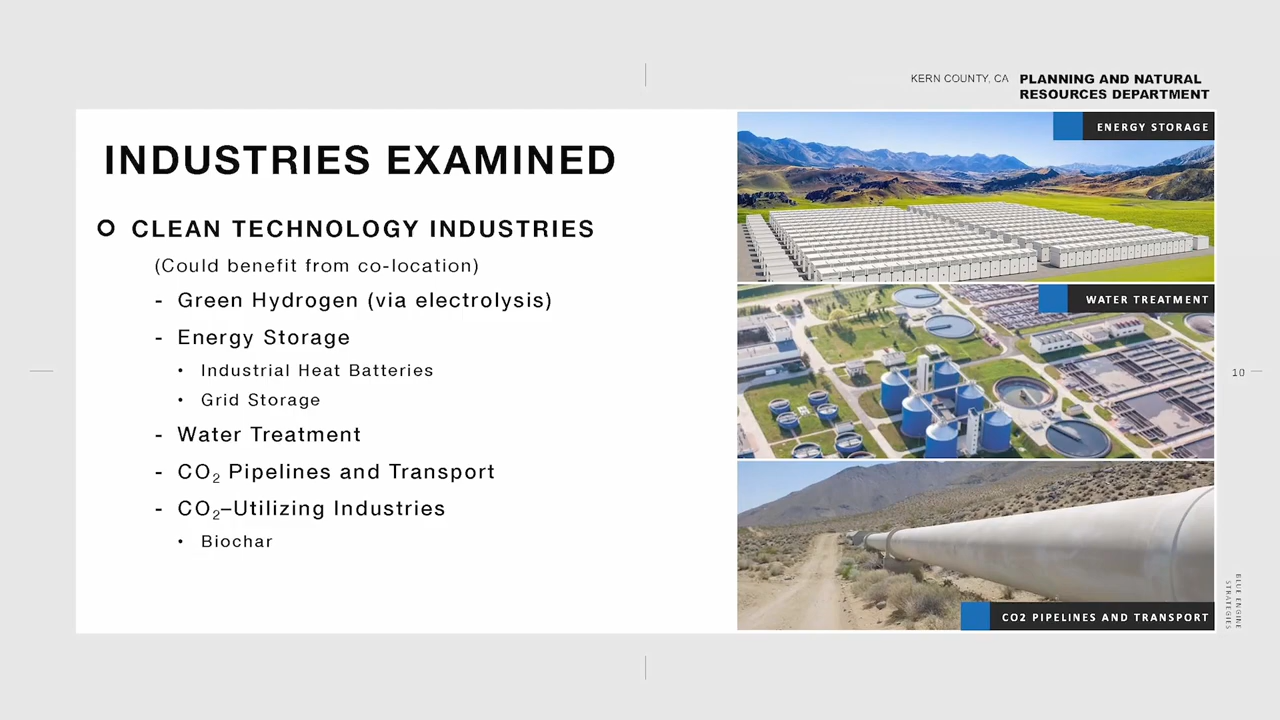 KERN COUNTY, CA PLANNING AND NATURAL
RESOURCES DEPARTMENT
INDUSTRIES EXAMINED
CLEAN TECHNOLOGY INDUSTRIES
(Could benefit from co-location)
- Green Hydrogen (via electrolysis)
- Energy Storage
• Industrial Heat Batteries
• Grid Storage
- Water Treatment
- CO₂ Pipelines and Transport
- CO₂–Utilizing Industries
• Biochar
ENERGY STORAGE
WATER TREATMENT
CO2 PIPELINES AND TRANSPORT
10
BLUE ENGINE
STRATEGIES